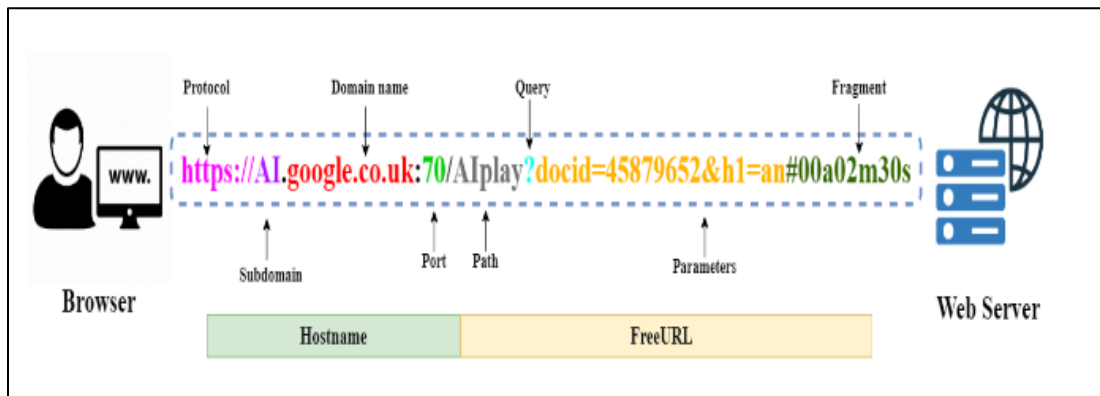 Protocol Domain name Query Fragment
www.
https://AI.google.co.uk:70/AIplay?docid=45879652&h1=an#00a02m30s
Subdomain Port Path Parameters
Browser Web Server
Hostname FreeURL